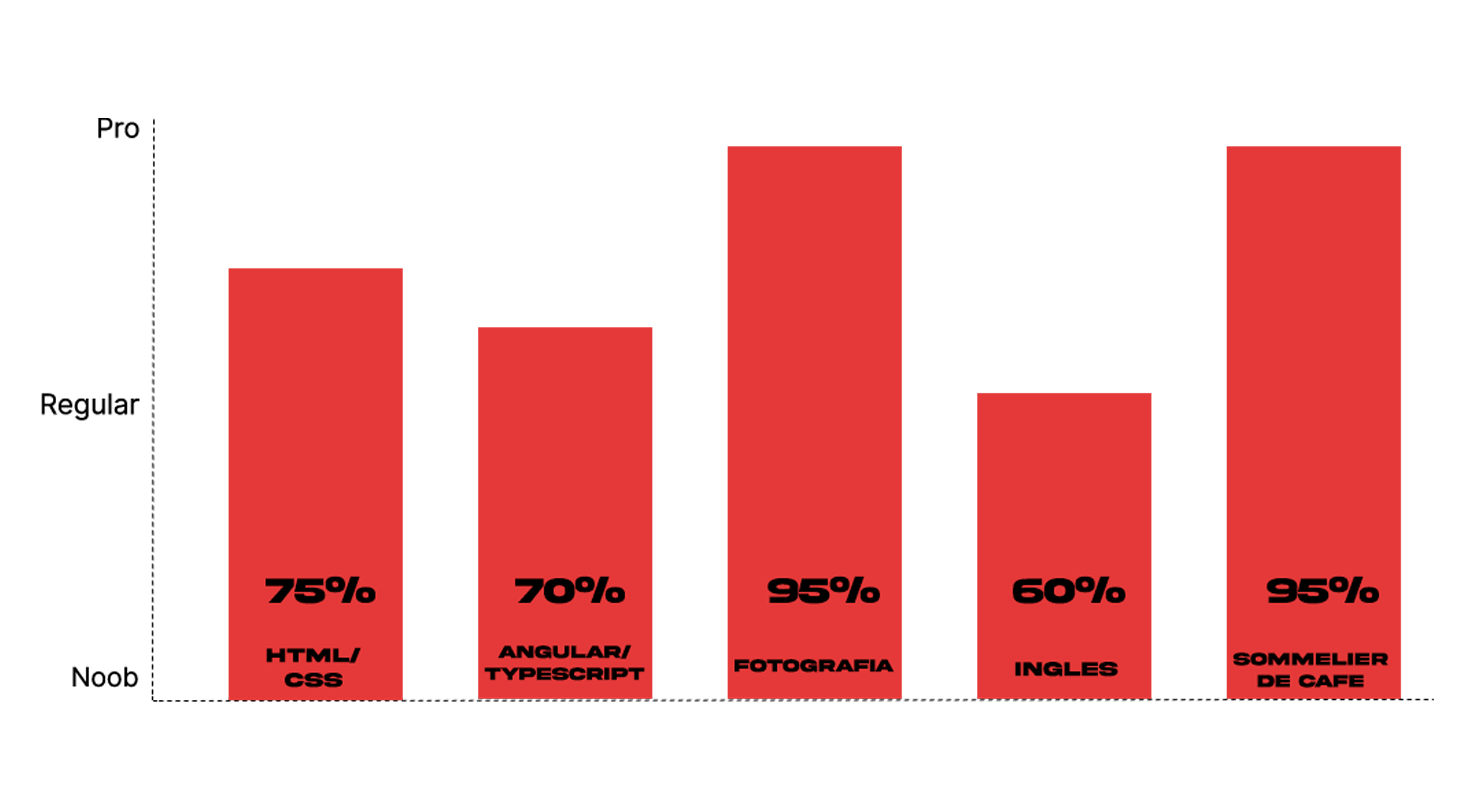 Pro
Regular
Noob
75%
HTML/
CSS
70%
ANGULAR/
TYPESCRIPT
95%
FOTOGRAFIA
60%
INGLES
95%
SOMMELIER
DE CAFE